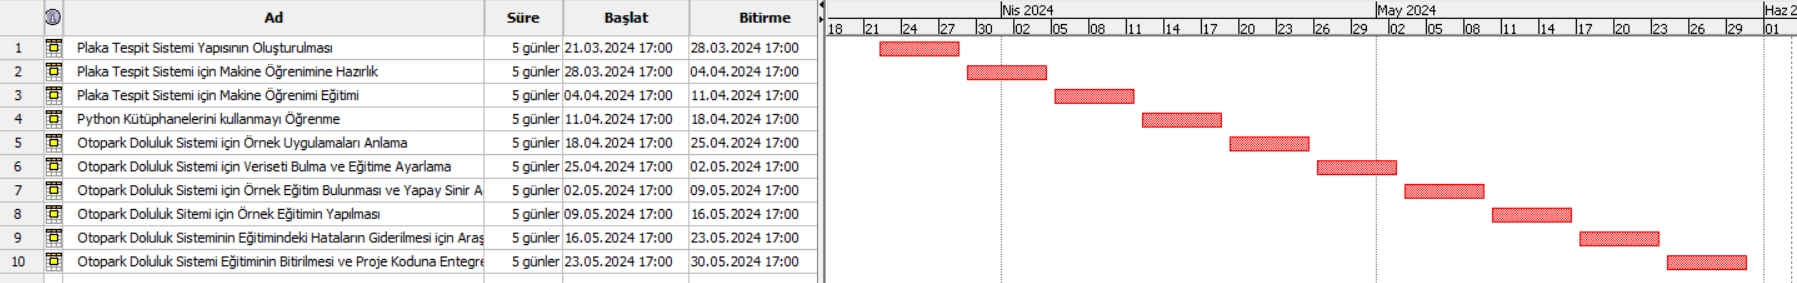 Ad Süre Başlat Bitirme
Nis 2024 May 2024 Haz 2
18 21 24 27 30 02 05 08 11 14 17 20 23 26 29 02 05 08 11 14 17 20 23 26 29 01
1 Plaka Tespit Sistemi Yapısının Oluşturulması 5 günler 21.03.2024 17:00 28.03.2024 17:00
2 Plaka Tespit Sistemi için Makine Öğrenimine Hazırlık 5 günler 28.03.2024 17:00 04.04.2024 17:00
3 Plaka Tespit Sistemi için Makine Öğrenimi Eğitimi 5 günler 04.04.2024 17:00 11.04.2024 17:00
4 Python Kütüphanelerini kullanmayı Öğrenme 5 günler 11.04.2024 17:00 18.04.2024 17:00
5 Otopark Doluluk Sistemi için Örnek Uygulamaları Anlama 5 günler 18.04.2024 17:00 25.04.2024 17:00
6 Otopark Doluluk Sistemi için Veriseti Bulma ve Eğitime Ayarlama 5 günler 25.04.2024 17:00 02.05.2024 17:00
7 Otopark Doluluk Sistemi için Örnek Eğitim Bulunması ve Yapay Sinir A 5 günler 02.05.2024 17:00 09.05.2024 17:00
8 Otopark Doluluk Sitemi için Örnek Eğitimin Yapılması 5 günler 09.05.2024 17:00 16.05.2024 17:00
9 Otopark Doluluk Sisteminin Eğitimindeki Hataların Giderilmesi için Araş 5 günler 16.05.2024 17:00 23.05.2024 17:00
10 Otopark Doluluk Sistemi Eğitiminin Bitirilmesi ve Proje Koduna Entegre 5 günler 23.05.2024 17:00 30.05.2024 17:00